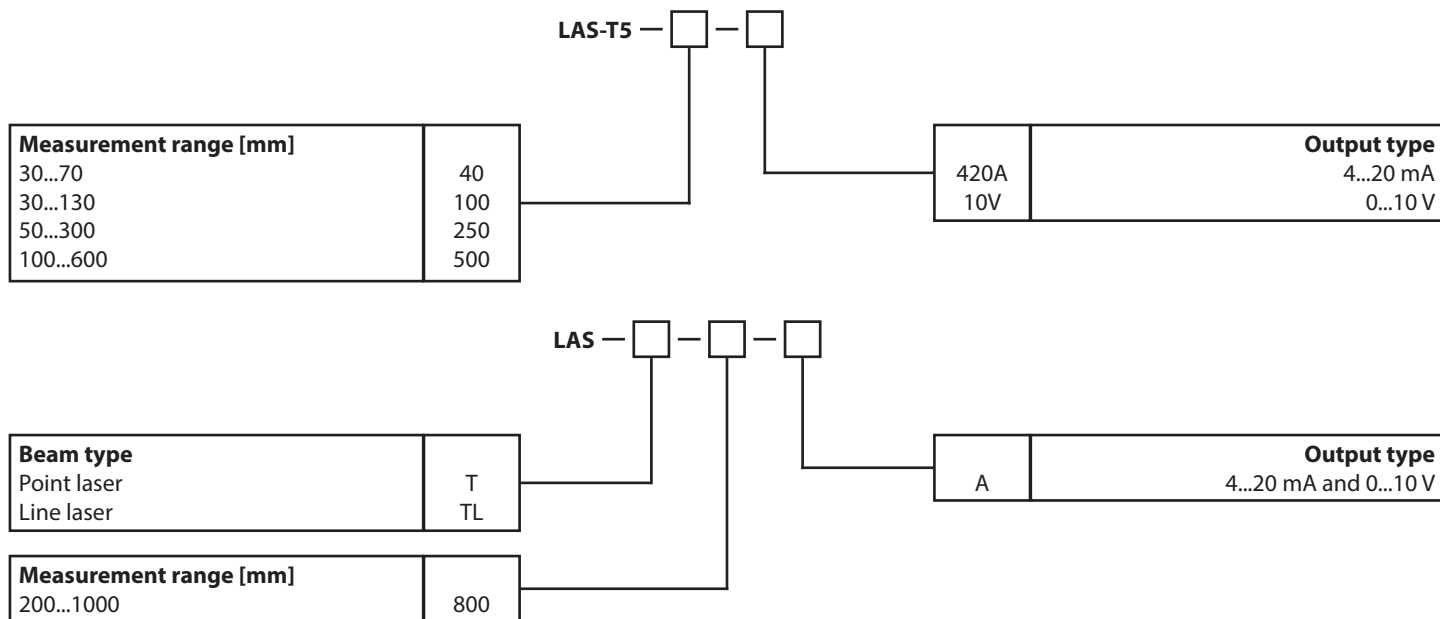 LAS-T5 — □ — □
Measurement range [mm]
30...70 40
30...130 100
50...300 250
100...600 500
Output type
420A 4...20 mA
10V 0...10 V
LAS — □ — □ — □
Beam type
Point laser T
Line laser TL
Output type
A 4...20 mA and 0...10 V
Measurement range [mm]
200...1000 800